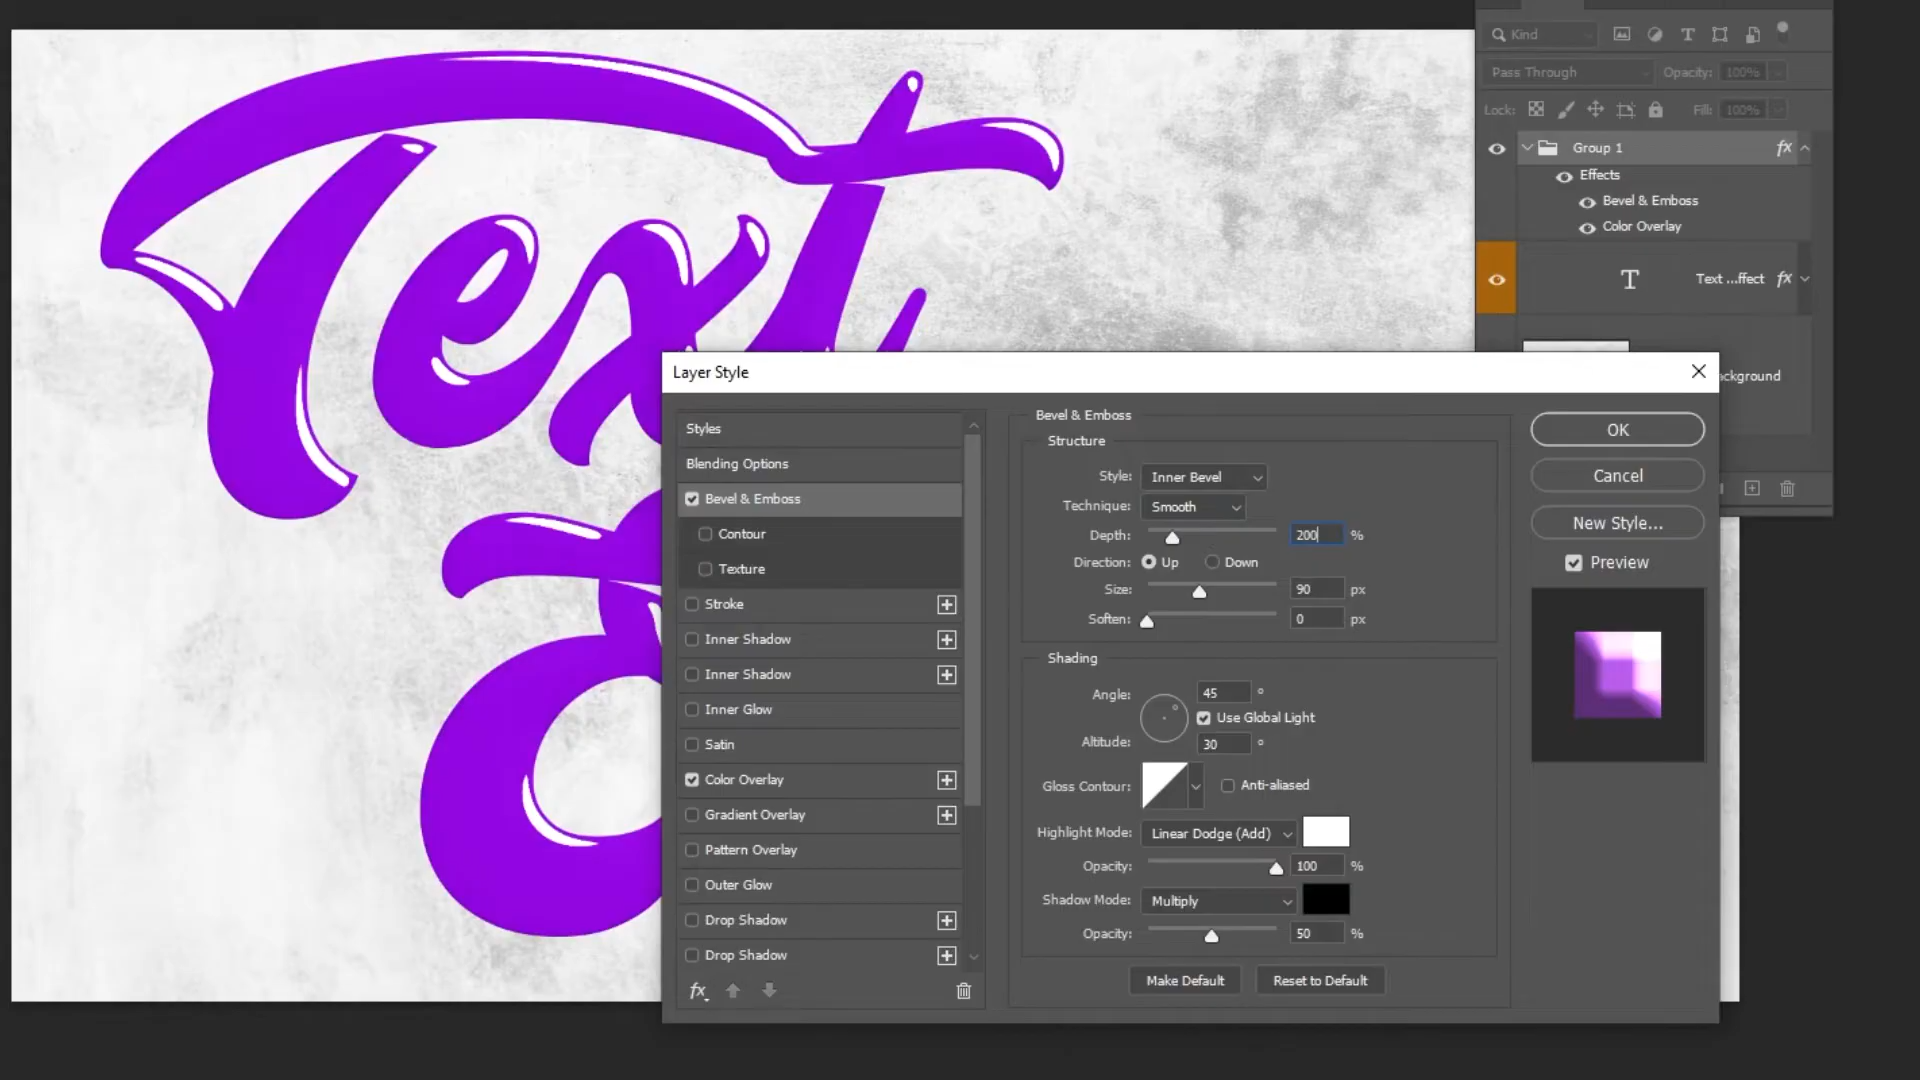 Text
E
Kind
Pass Through
Opacity: 100%
Lock:
Fill: 100%
Group 1
fx
Effects
Bevel & Emboss
Color Overlay
T
Text ...ffect
fx
ackground
Layer Style
Styles
Blending Options
Bevel & Emboss
Contour
Texture
Stroke
Inner Shadow
Inner Shadow
Inner Glow
Satin
Color Overlay
Gradient Overlay
Pattern Overlay
Outer Glow
Drop Shadow
Drop Shadow
fx
Bevel & Emboss
Structure
Style: Inner Bevel
Technique: Smooth
Depth: 200 %
Direction: Up Down
Size: 90 px
Soften: 0 px
Shading
Angle: 45 °
Use Global Light
Altitude: 30 °
Gloss Contour: Anti-aliased
Highlight Mode: Linear Dodge (Add)
Opacity: 100 %
Shadow Mode: Multiply
Opacity: 50 %
Make Default Reset to Default
OK
Cancel
New Style...
Preview